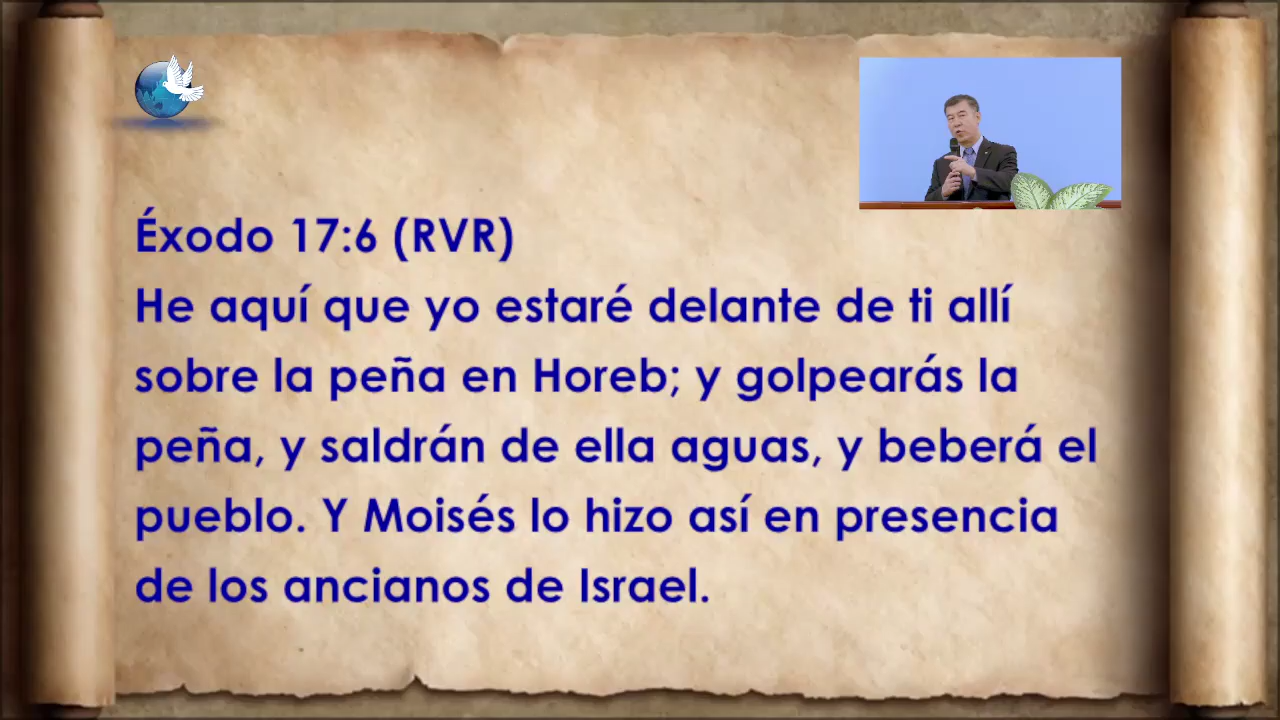 Éxodo 17:6 (RVR)
He aquí que yo estaré delante de ti allí
sobre la peña en Horeb; y golpearás la
peña, y saldrán de ella aguas, y beberá el
pueblo. Y Moisés lo hizo así en presencia
de los ancianos de Israel.